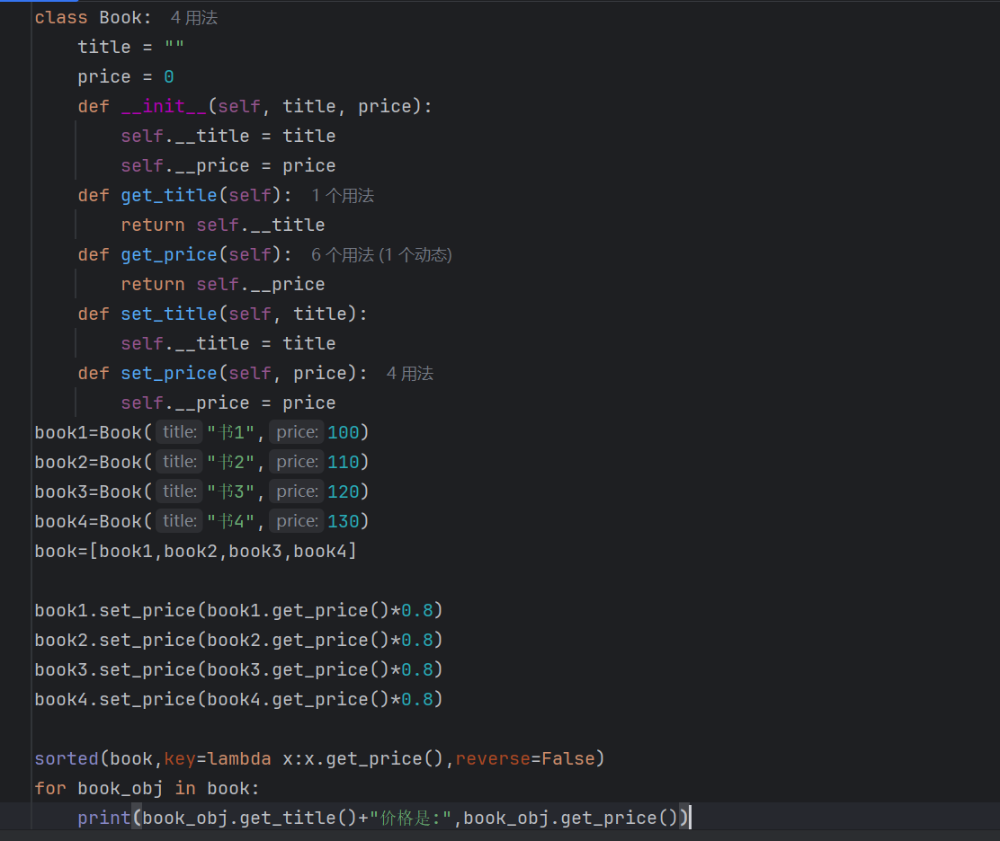 class Book:  4 用法
    title = ""
    price = 0
    def __init__(self, title, price):
        self.__title = title
        self.__price = price
    def get_title(self):  1 个用法
        return self.__title
    def get_price(self):  6 个用法 (1 个动态)
        return self.__price
    def set_title(self, title):
        self.__title = title
    def set_price(self, price):  4 用法
        self.__price = price
book1=Book( title: "书1", price: 100)
book2=Book( title: "书2", price: 110)
book3=Book( title: "书3", price: 120)
book4=Book( title: "书4", price: 130)
book=[book1,book2,book3,book4]

book1.set_price(book1.get_price()*0.8)
book2.set_price(book2.get_price()*0.8)
book3.set_price(book3.get_price()*0.8)
book4.set_price(book4.get_price()*0.8)

sorted(book,key=lambda x:x.get_price(),reverse=False)
for book_obj in book:
    print(book_obj.get_title()+"价格是:",book_obj.get_price())